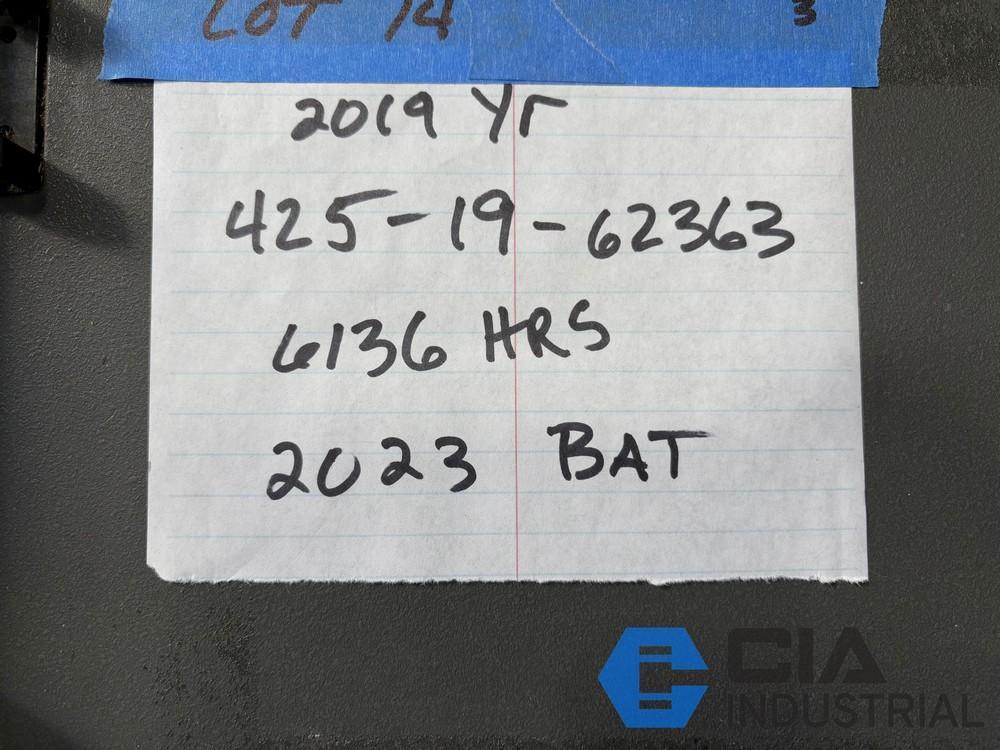 LOT 14 3
2019 Yr
425-19-62363
6136 HRS
2023 BAT
CIA
INDUSTRIAL